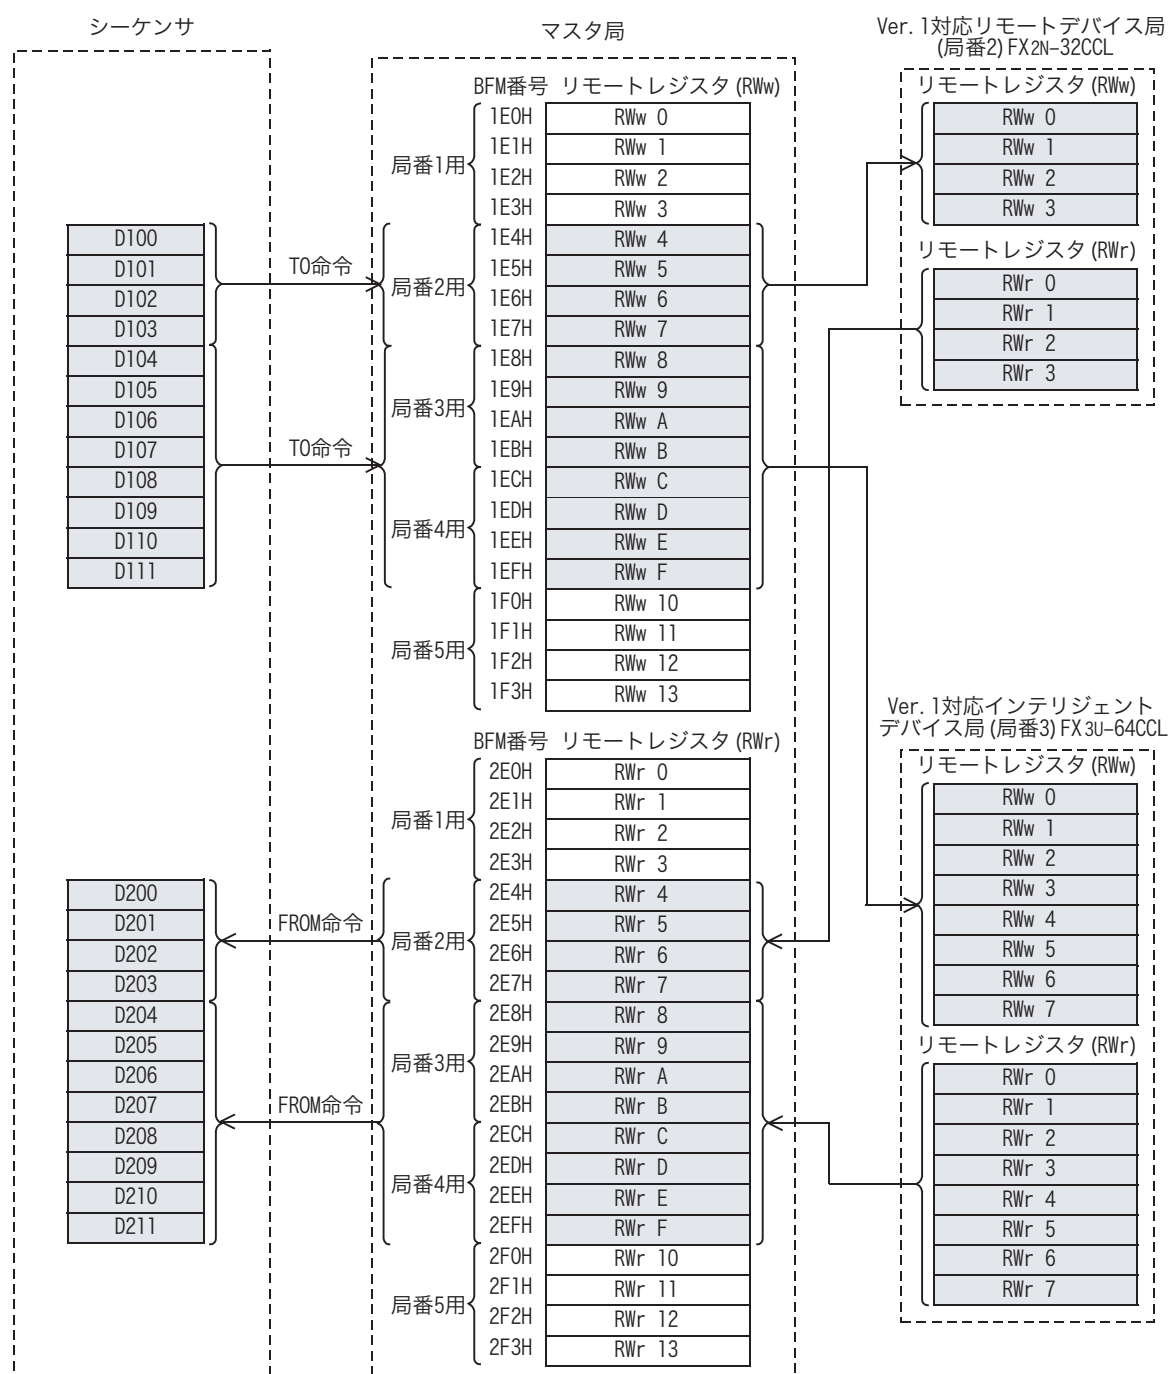 シーケンサ
マスタ局
Ver.1対応リモートデバイス局
(局番2) FX2N-32CCL
BFM番号 リモートレジスタ(RWw)
局番1用
1E0H RWw 0
1E1H RWw 1
1E2H RWw 2
1E3H RWw 3
局番2用
1E4H RWw 4
1E5H RWw 5
1E6H RWw 6
1E7H RWw 7
局番3用
1E8H RWw 8
1E9H RWw 9
1EAH RWw A
1EBH RWw B
局番4用
1ECH RWw C
1EDH RWw D
1EEH RWw E
1EFH RWw F
局番5用
1F0H RWw 10
1F1H RWw 11
1F2H RWw 12
1F3H RWw 13
D100
D101
D102
D103
D104
D105
D106
D107
D108
D109
D110
D111
TO命令
TO命令
リモートレジスタ(RWw)
RWw 0
RWw 1
RWw 2
RWw 3
リモートレジスタ(RWr)
RWr 0
RWr 1
RWr 2
RWr 3
BFM番号 リモートレジスタ(RWr)
局番1用
2E0H RWr 0
2E1H RWr 1
2E2H RWr 2
2E3H RWr 3
局番2用
2E4H RWr 4
2E5H RWr 5
2E6H RWr 6
2E7H RWr 7
局番3用
2E8H RWr 8
2E9H RWr 9
2EAH RWr A
2EBH RWr B
局番4用
2ECH RWr C
2EDH RWr D
2EEH RWr E
2EFH RWr F
局番5用
2F0H RWr 10
2F1H RWr 11
2F2H RWr 12
2F3H RWr 13
D200
D201
D202
D203
D204
D205
D206
D207
D208
D209
D210
D211
FROM命令
FROM命令
Ver.1対応インテリジェント
デバイス局(局番3) FX3U-64CCL
リモートレジスタ(RWw)
RWw 0
RWw 1
RWw 2
RWw 3
RWw 4
RWw 5
RWw 6
RWw 7
リモートレジスタ(RWr)
RWr 0
RWr 1
RWr 2
RWr 3
RWr 4
RWr 5
RWr 6
RWr 7